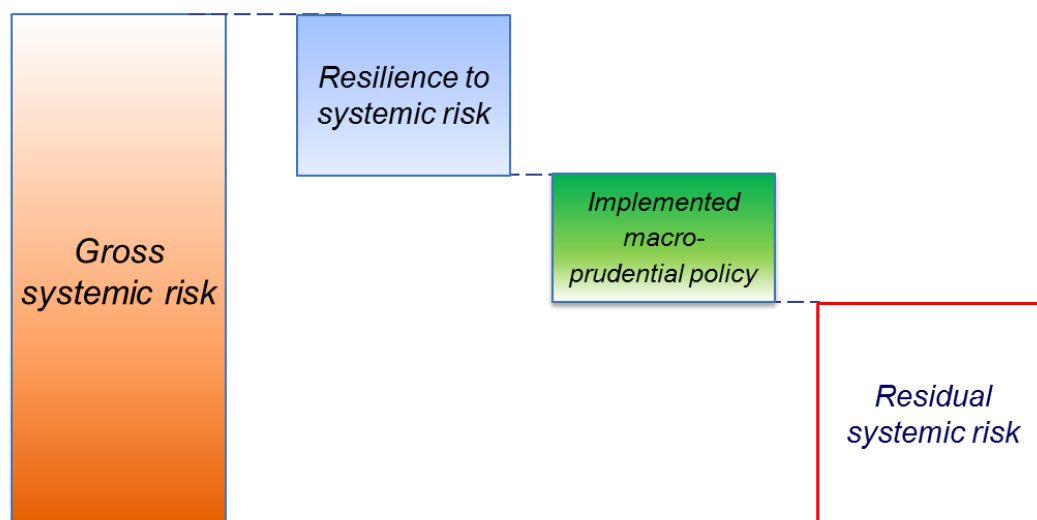 Gross
systemic risk
Resilience to
systemic risk
Implemented
macro-
prudential policy
Residual
systemic risk